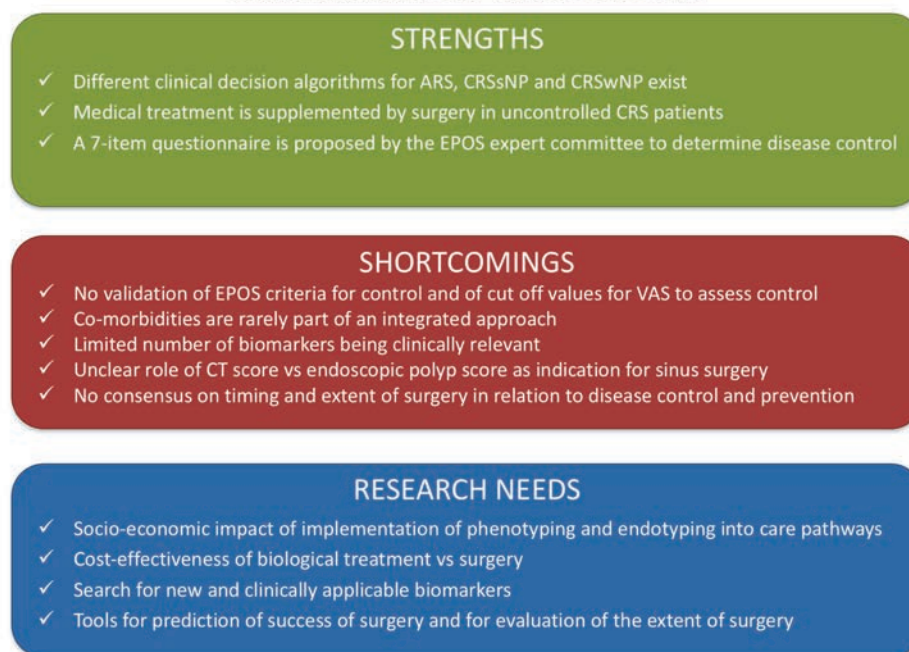 STRENGTHS
✓ Different clinical decision algorithms for ARS, CRSsNP and CRSwNP exist
✓ Medical treatment is supplemented by surgery in uncontrolled CRS patients
✓ A 7-item questionnaire is proposed by the EPOS expert committee to determine disease control
SHORTCOMINGS
✓ No validation of EPOS criteria for control and of cut off values for VAS to assess control
✓ Co-morbidities are rarely part of an integrated approach
✓ Limited number of biomarkers being clinically relevant
✓ Unclear role of CT score vs endoscopic polyp score as indication for sinus surgery
✓ No consensus on timing and extent of surgery in relation to disease control and prevention
RESEARCH NEEDS
✓ Socio-economic impact of implementation of phenotyping and endotyping into care pathways
✓ Cost-effectiveness of biological treatment vs surgery
✓ Search for new and clinically applicable biomarkers
✓ Tools for prediction of success of surgery and for evaluation of the extent of surgery